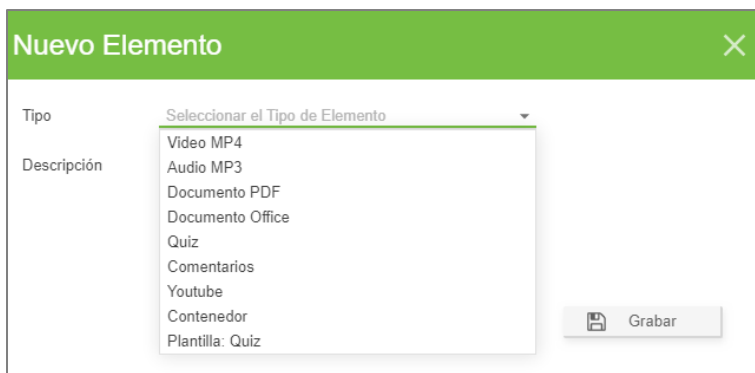 Nuevo Elemento
Tipo
Seleccionar el Tipo de Elemento
Video MP4
Descripción
Audio MP3
Documento PDF
Documento Office
Quiz
Comentarios
Youtube
Contenedor
Grabar
Plantilla: Quiz